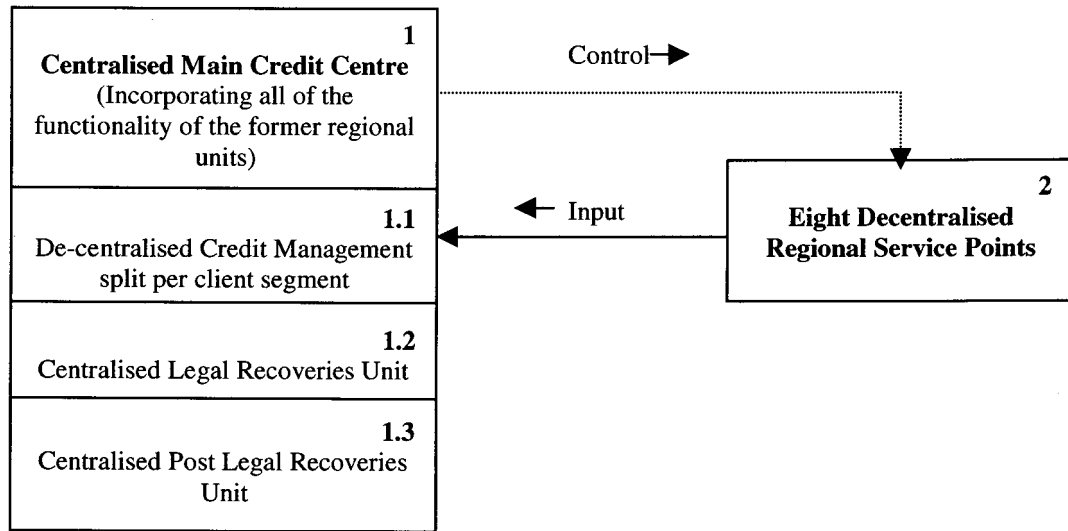 1
Centralised Main Credit Centre
(Incorporating all of the
functionality of the former regional
units)
1.1
De-centralised Credit Management
split per client segment
1.2
Centralised Legal Recoveries Unit
1.3
Centralised Post Legal Recoveries
Unit
Control
Input
2
Eight Decentralised
Regional Service Points